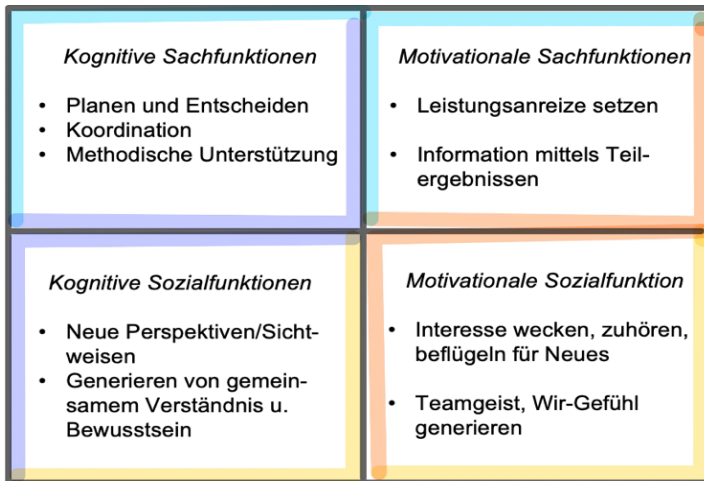 Kognitive Sachfunktionen
• Planen und Entscheiden
• Koordination
• Methodische Unterstützung
Motivationale Sachfunktionen
• Leistungsanreize setzen
• Information mittels Teil-
ergebnissen
Kognitive Sozialfunktionen
• Neue Perspektiven/Sicht-
weisen
• Generieren von gemein-
samem Verständnis u.
Bewusstsein
Motivationale Sozialfunktion
• Interesse wecken, zuhören,
beflügeln für Neues
• Teamgeist, Wir-Gefühl
generieren